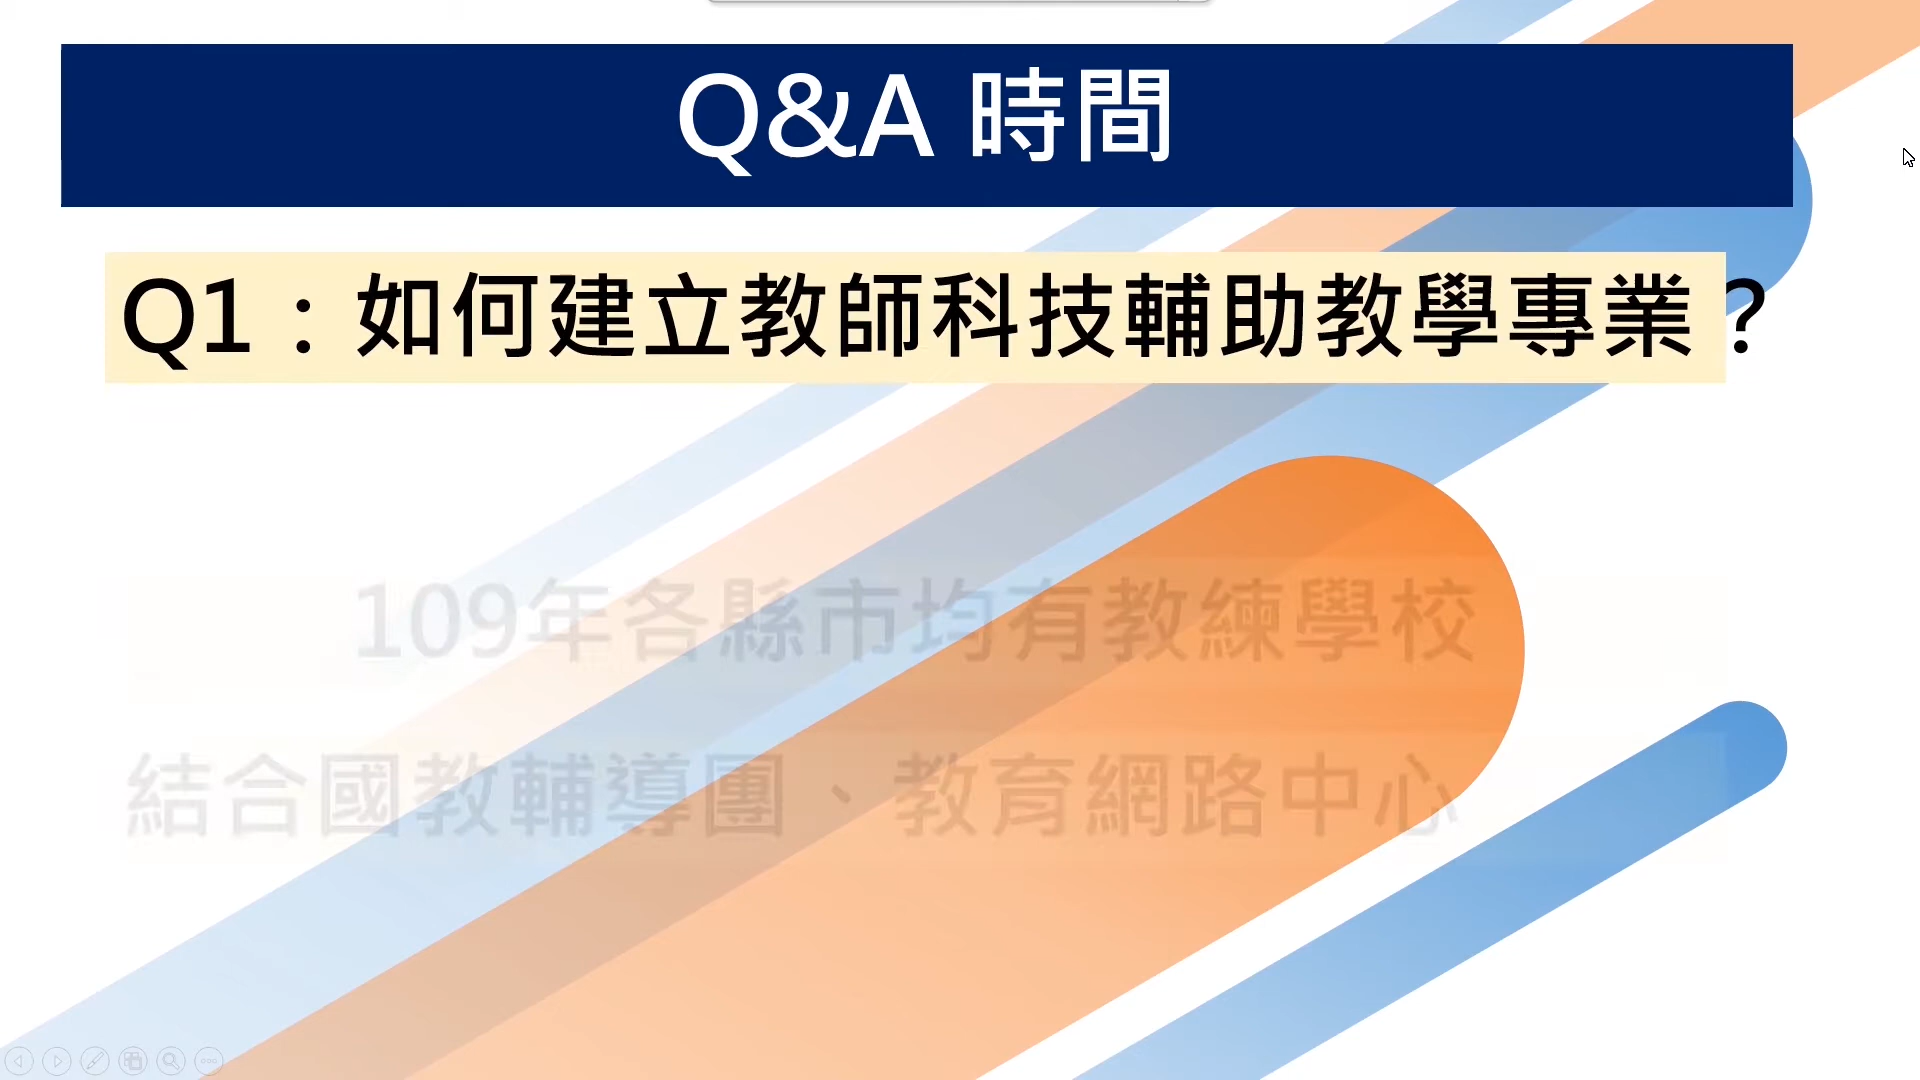 Q&A 時間
Q1：如何建立教師科技輔助教學專業？
109年各縣市均有教練學校
結合國教輔導團、教育網路中心